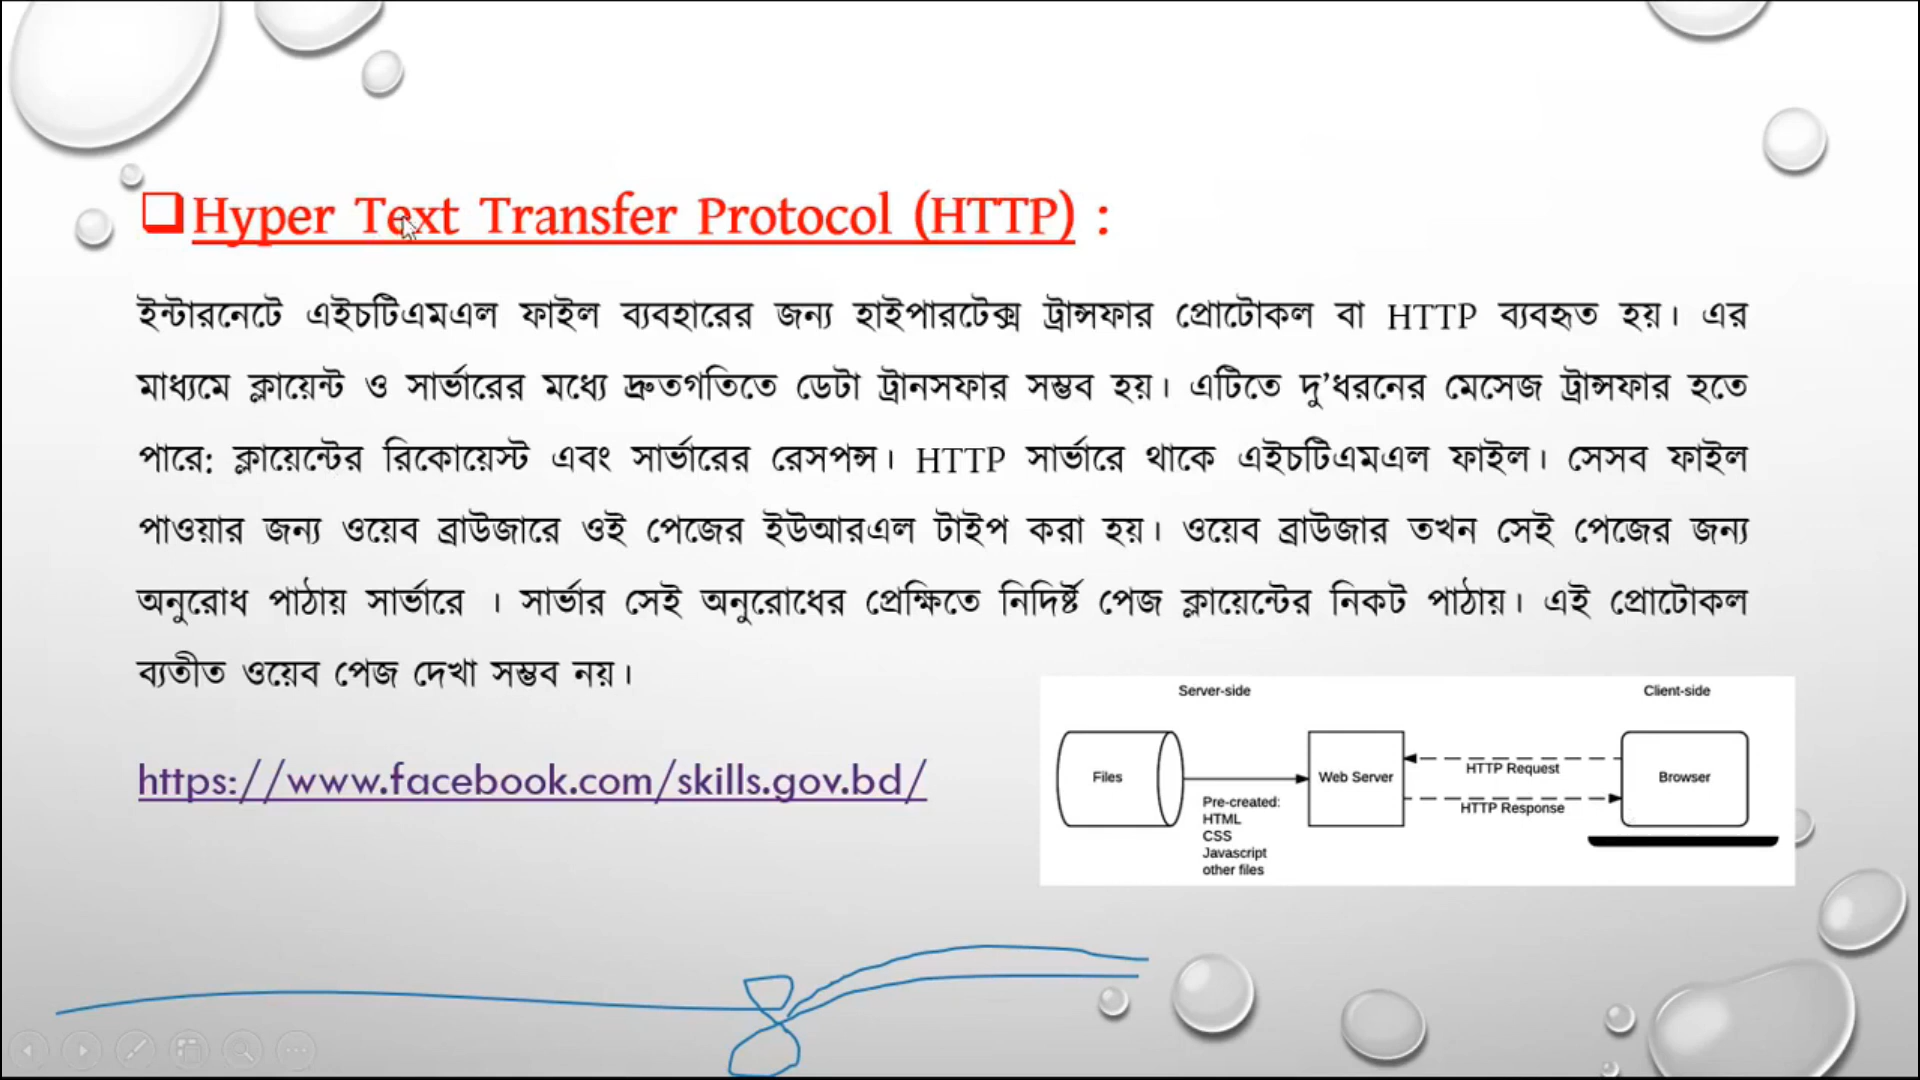 Hyper Text Transfer Protocol (HTTP) :
ইন্টারনেটে এইচটিএমএল ফাইল ব্যবহারের জন্য হাইপারটেক্স ট্রান্সফার প্রোটোকল বা HTTP ব্যবহৃত হয়। এর
মাধ্যমে ক্লায়েন্ট ও সার্ভারের মধ্যে দ্রুতগতিতে ডেটা ট্রানসফার সম্ভব হয়। এটিতে দু’ধরনের মেসেজ ট্রান্সফার হতে
পারে: ক্লায়েন্টের রিকোয়েস্ট এবং সার্ভারের রেসপন্স। HTTP সার্ভারে থাকে এইচটিএমএল ফাইল। সেসব ফাইল
পাওয়ার জন্য ওয়েব ব্রাউজারে ওই পেজের ইউআরএল টাইপ করা হয়। ওয়েব ব্রাউজার তখন সেই পেজের জন্য
অনুরোধ পাঠায় সার্ভারে । সার্ভার সেই অনুরোধের প্রেক্ষিতে নিদির্ষ্ট পেজ ক্লায়েন্টের নিকট পাঠায়। এই প্রোটোকল
ব্যতীত ওয়েব পেজ দেখা সম্ভব নয়।
https://www.facebook.com/skills.gov.bd/
Server-side
Client-side
Files
Web Server
HTTP Request
HTTP Response
Browser
Pre-created:
HTML
CSS
Javascript
other files